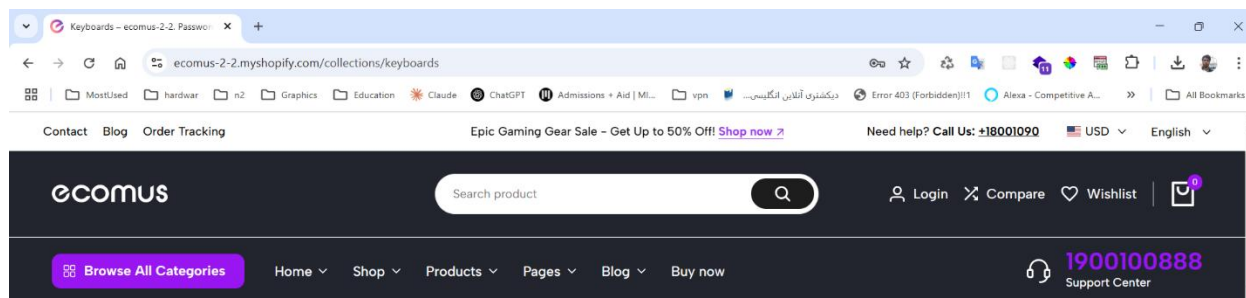 Keyboards – ecomus-2-2. Passwor
ecomus-2-2.myshopify.com/collections/keyboards
11
MostUsed hardwar n2 Graphics Education Claude ChatGPT Admissions + Aid | MI... vpn دیکشنری آنلاین انگلیسی... Error 403 (Forbidden)!!1 Alexa - Competitive A... » All Bookmarks
Contact Blog Order Tracking Epic Gaming Gear Sale – Get Up to 50% Off! Shop now Need help? Call Us: +18001090 USD English
ecomus Search product Login Compare Wishlist 0
Browse All Categories Home Shop Products Pages Blog Buy now 1900100888
Support Center